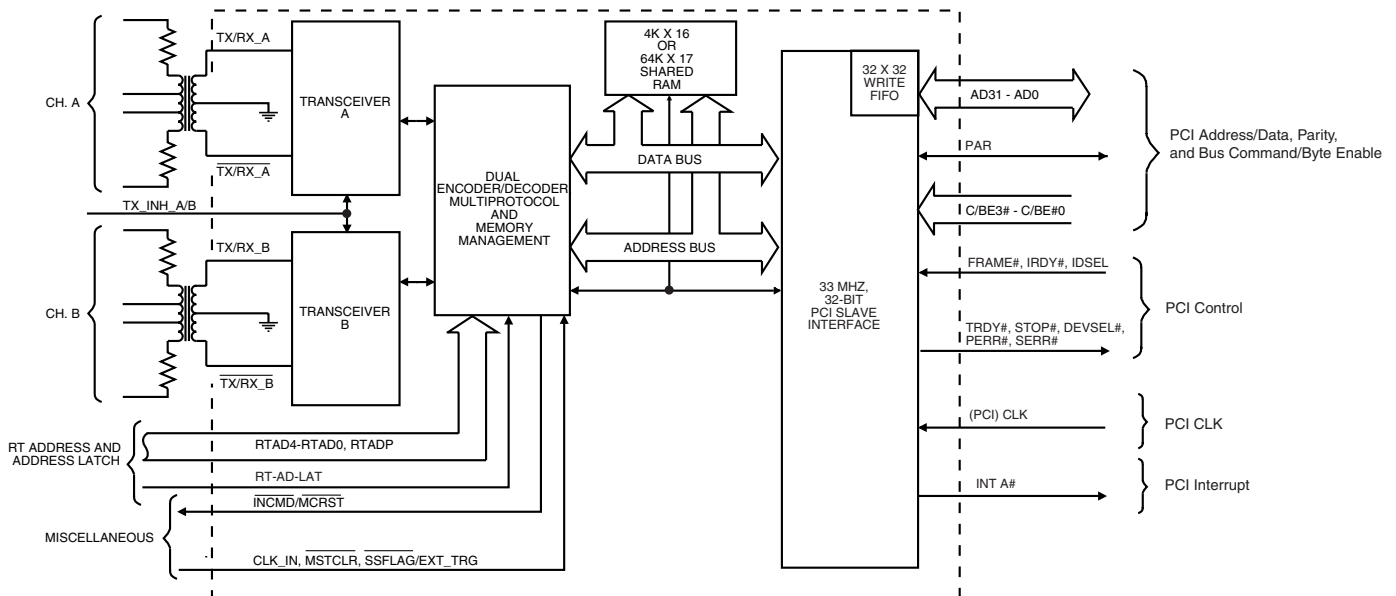 CH. A
TX/RX_A
TX/RX_A
TRANSCEIVER
A
TX_INH_A/B
CH. B
TX/RX_B
TX/RX_B
TRANSCEIVER
B
DUAL
ENCODER/DECODER
MULTIPROTOCOL
AND
MEMORY
MANAGEMENT
4K X 16
OR
64K X 17
SHARED
RAM
DATA BUS
ADDRESS BUS
32 X 32
WRITE
FIFO
33 MHZ,
32-BIT
PCI SLAVE
INTERFACE
AD31 - AD0
PAR
C/BE3# - C/BE#0
PCI Address/Data, Parity,
and Bus Command/Byte Enable
FRAME#, IRDY#, IDSEL
TRDY#, STOP#, DEVSEL#,
PERR#, SERR#
PCI Control
(PCI) CLK
PCI CLK
INT A#
PCI Interrupt
RT ADDRESS AND
ADDRESS LATCH
RTAD4-RTAD0, RTADP
RT-AD-LAT
MISCELLANEOUS
INCMD/MCRST
CLK_IN, MSTCLR, SSFLAG/EXT_TRG